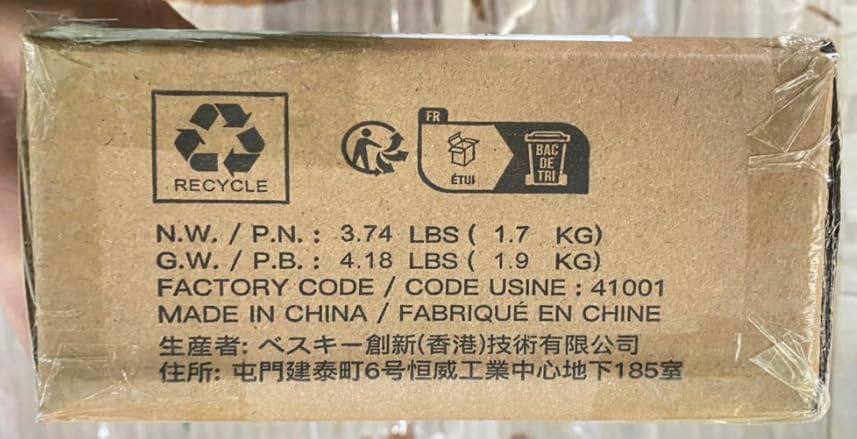 RECYCLE
FR
ÉTUI
BAC
DE
TRI
N.W. / P.N. : 3.74 LBS ( 1.7 KG)
G.W. / P.B. : 4.18 LBS ( 1.9 KG)
FACTORY CODE / CODE USINE : 41001
MADE IN CHINA / FABRIQUÉ EN CHINE
生産者: ベスキー創新(香港)技術有限公司
住所: 屯門建泰町6号恒威工業中心地下185室